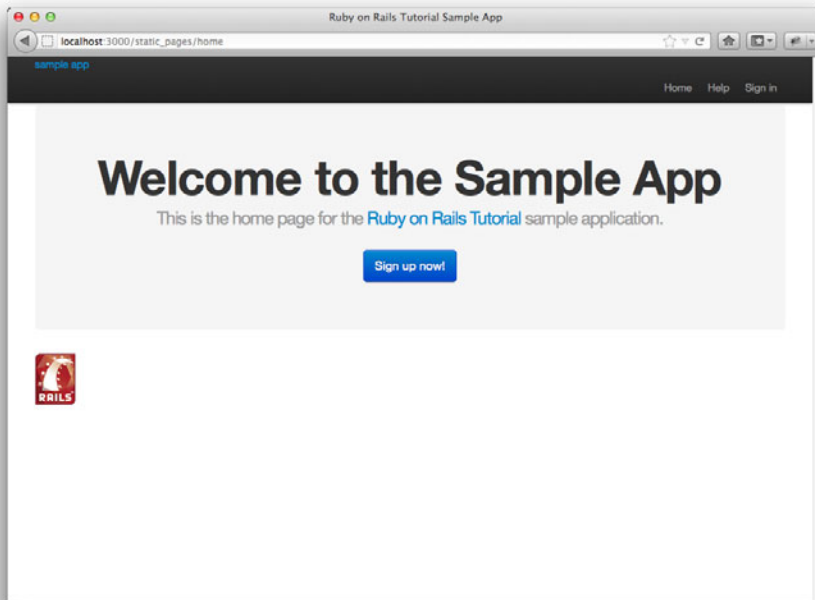 Ruby on Rails Tutorial Sample App
localhost:3000/static_pages/home
sample app
Home Help Sign in
Welcome to the Sample App
This is the home page for the Ruby on Rails Tutorial sample application.
Sign up now!
RAILS